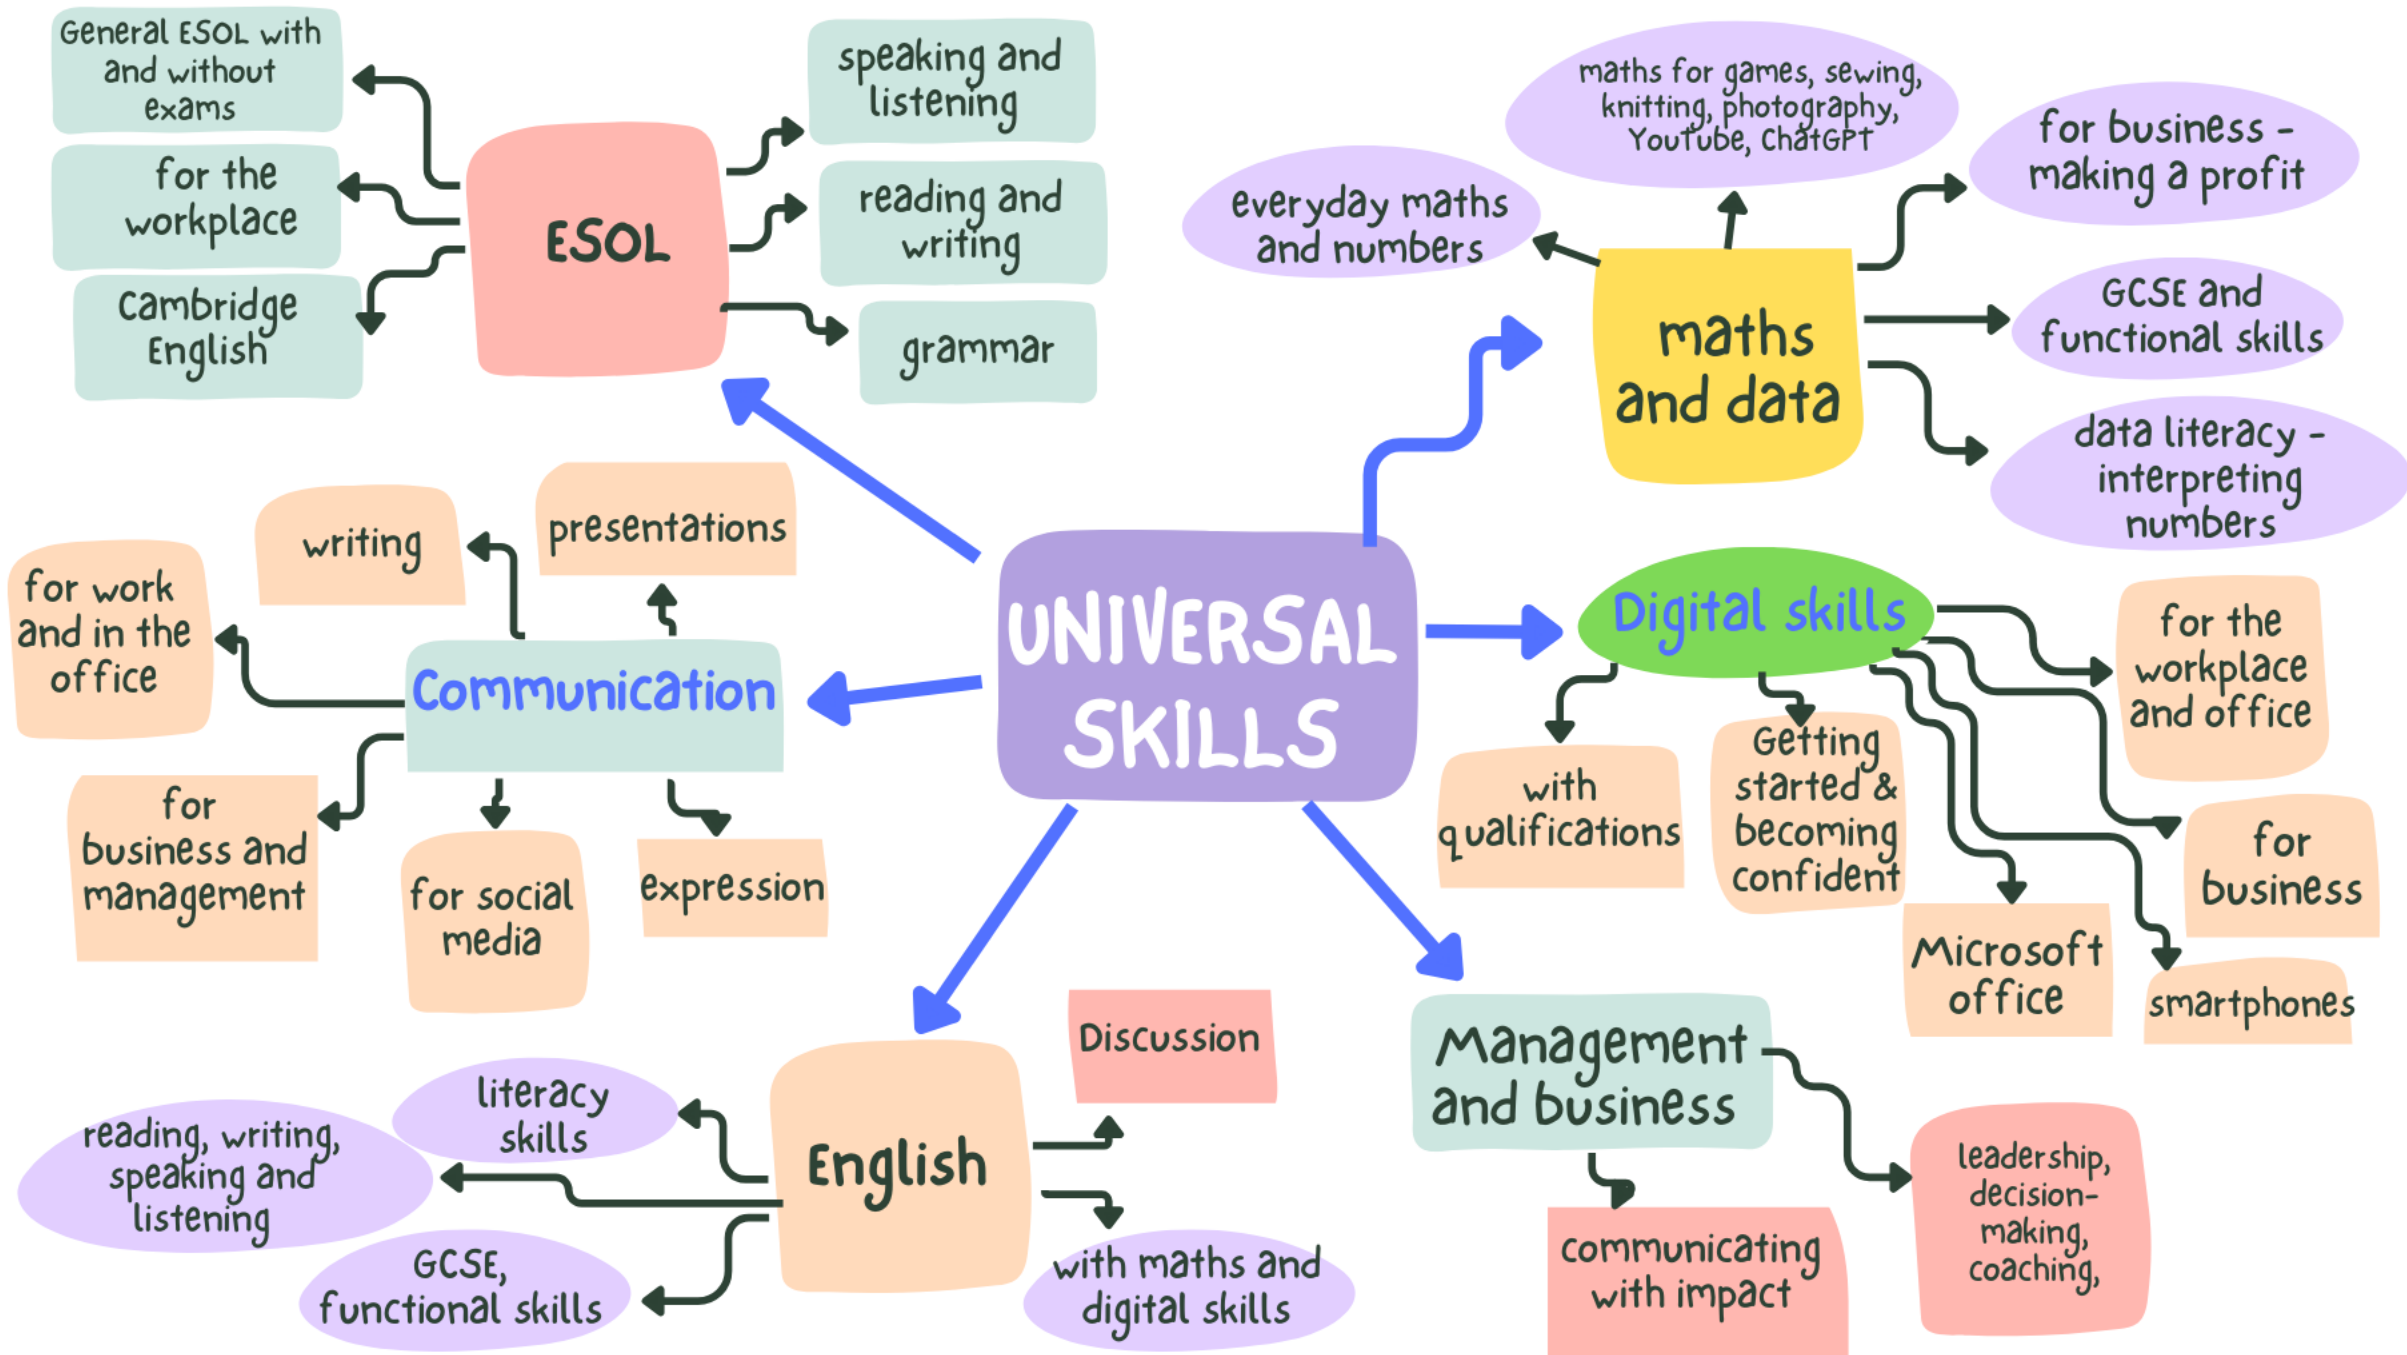 General ESOL with
and without
exams
for the
workplace
Cambridge
English
ESOL
speaking and
listening
reading and
writing
grammar
maths for games, sewing,
knitting, photography,
YouTube, ChatGPT
everyday maths
and numbers
for business -
making a profit
GCSE and
functional skills
data literacy -
interpreting
numbers
maths
and data
writing
presentations
for work
and in the
office
Communication
for
business and
management
for social
media
expression
UNIVERSAL
SKILLS
Digital skills
for the
workplace
and office
with
qualifications
Getting
started &
becoming
confident
for
business
Microsoft
office
smartphones
Discussion
literacy
skills
reading, writing,
speaking and
listening
English
GCSE,
functional skills
with maths and
digital skills
Management
and business
communicating
with impact
leadership,
decision-
making,
coaching,